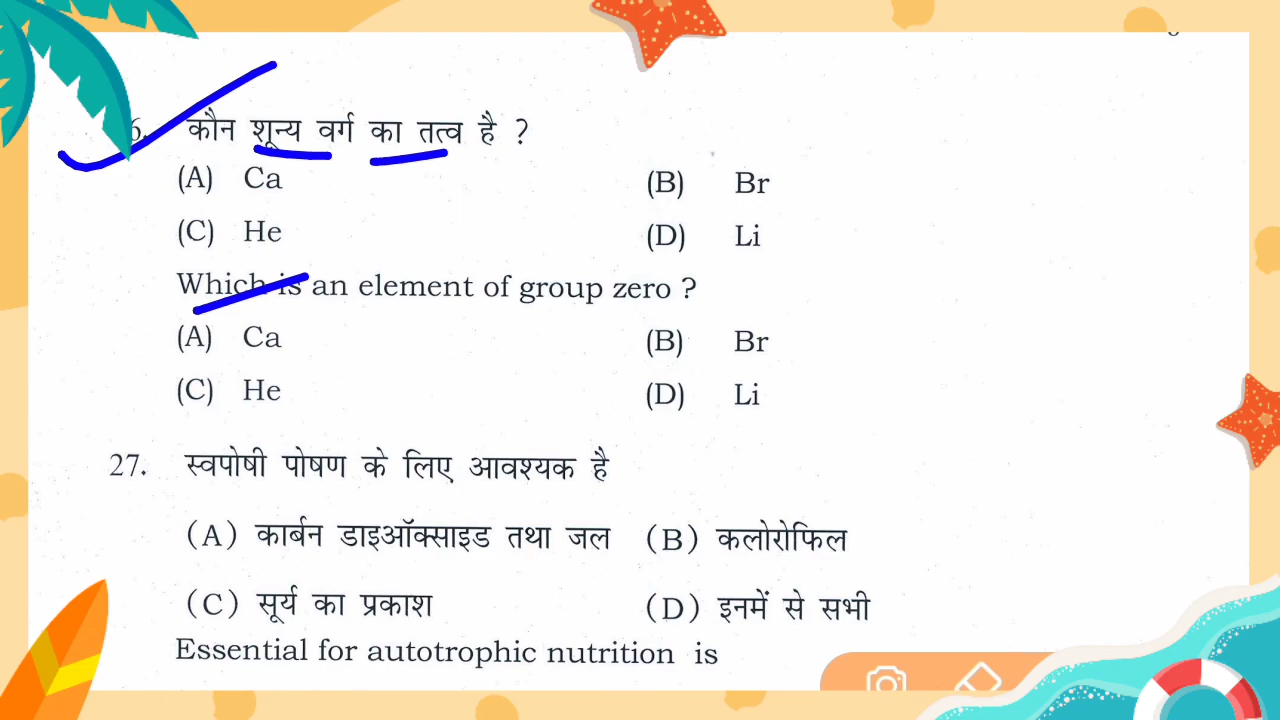 6. कौन शून्य वर्ग का तत्व है ?
(A) Ca (B) Br
(C) He (D) Li
Which is an element of group zero ?
(A) Ca (B) Br
(C) He (D) Li
27. स्वपोषी पोषण के लिए आवश्यक है
(A) कार्बन डाइऑक्साइड तथा जल (B) कलोरोफिल
(C) सूर्य का प्रकाश (D) इनमें से सभी
Essential for autotrophic nutrition is